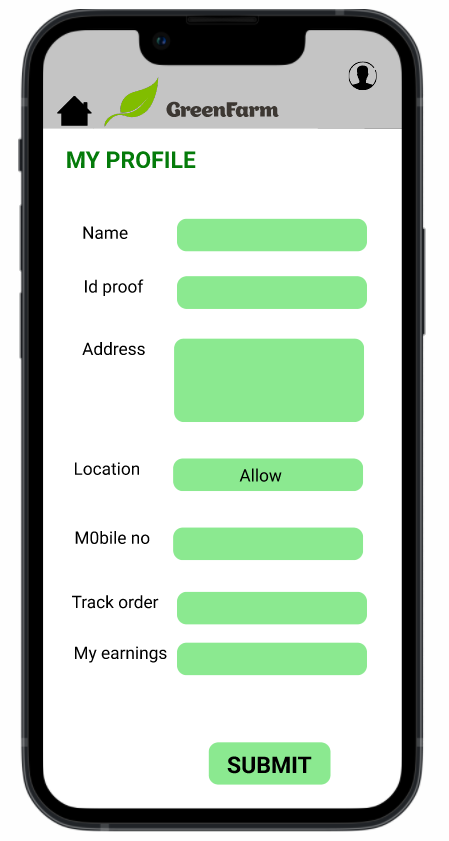 GreenFarm
MY PROFILE
Name
Id proof
Address
Location
Allow
M0bile no
Track order
My earnings
SUBMIT